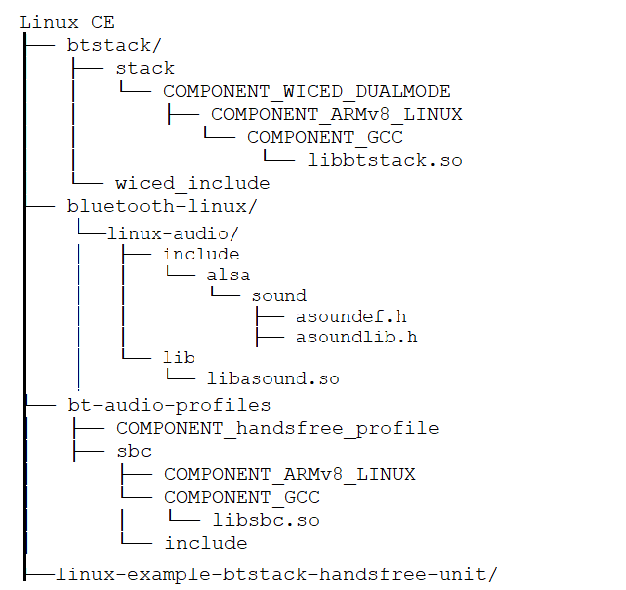 Linux CE
btstack/
stack
COMPONENT_WICED_DUALMODE
COMPONENT_ARMv8_LINUX
COMPONENT_GCC
libbtstack.so
wiced_include
bluetooth-linux/
linux-audio/
include
alsa
sound
asoundef.h
asoundlib.h
lib
libasound.so
bt-audio-profiles
COMPONENT_handsfree_profile
sbc
COMPONENT_ARMv8_LINUX
COMPONENT_GCC
libsbc.so
include
linux-example-btstack-handsfree-unit/